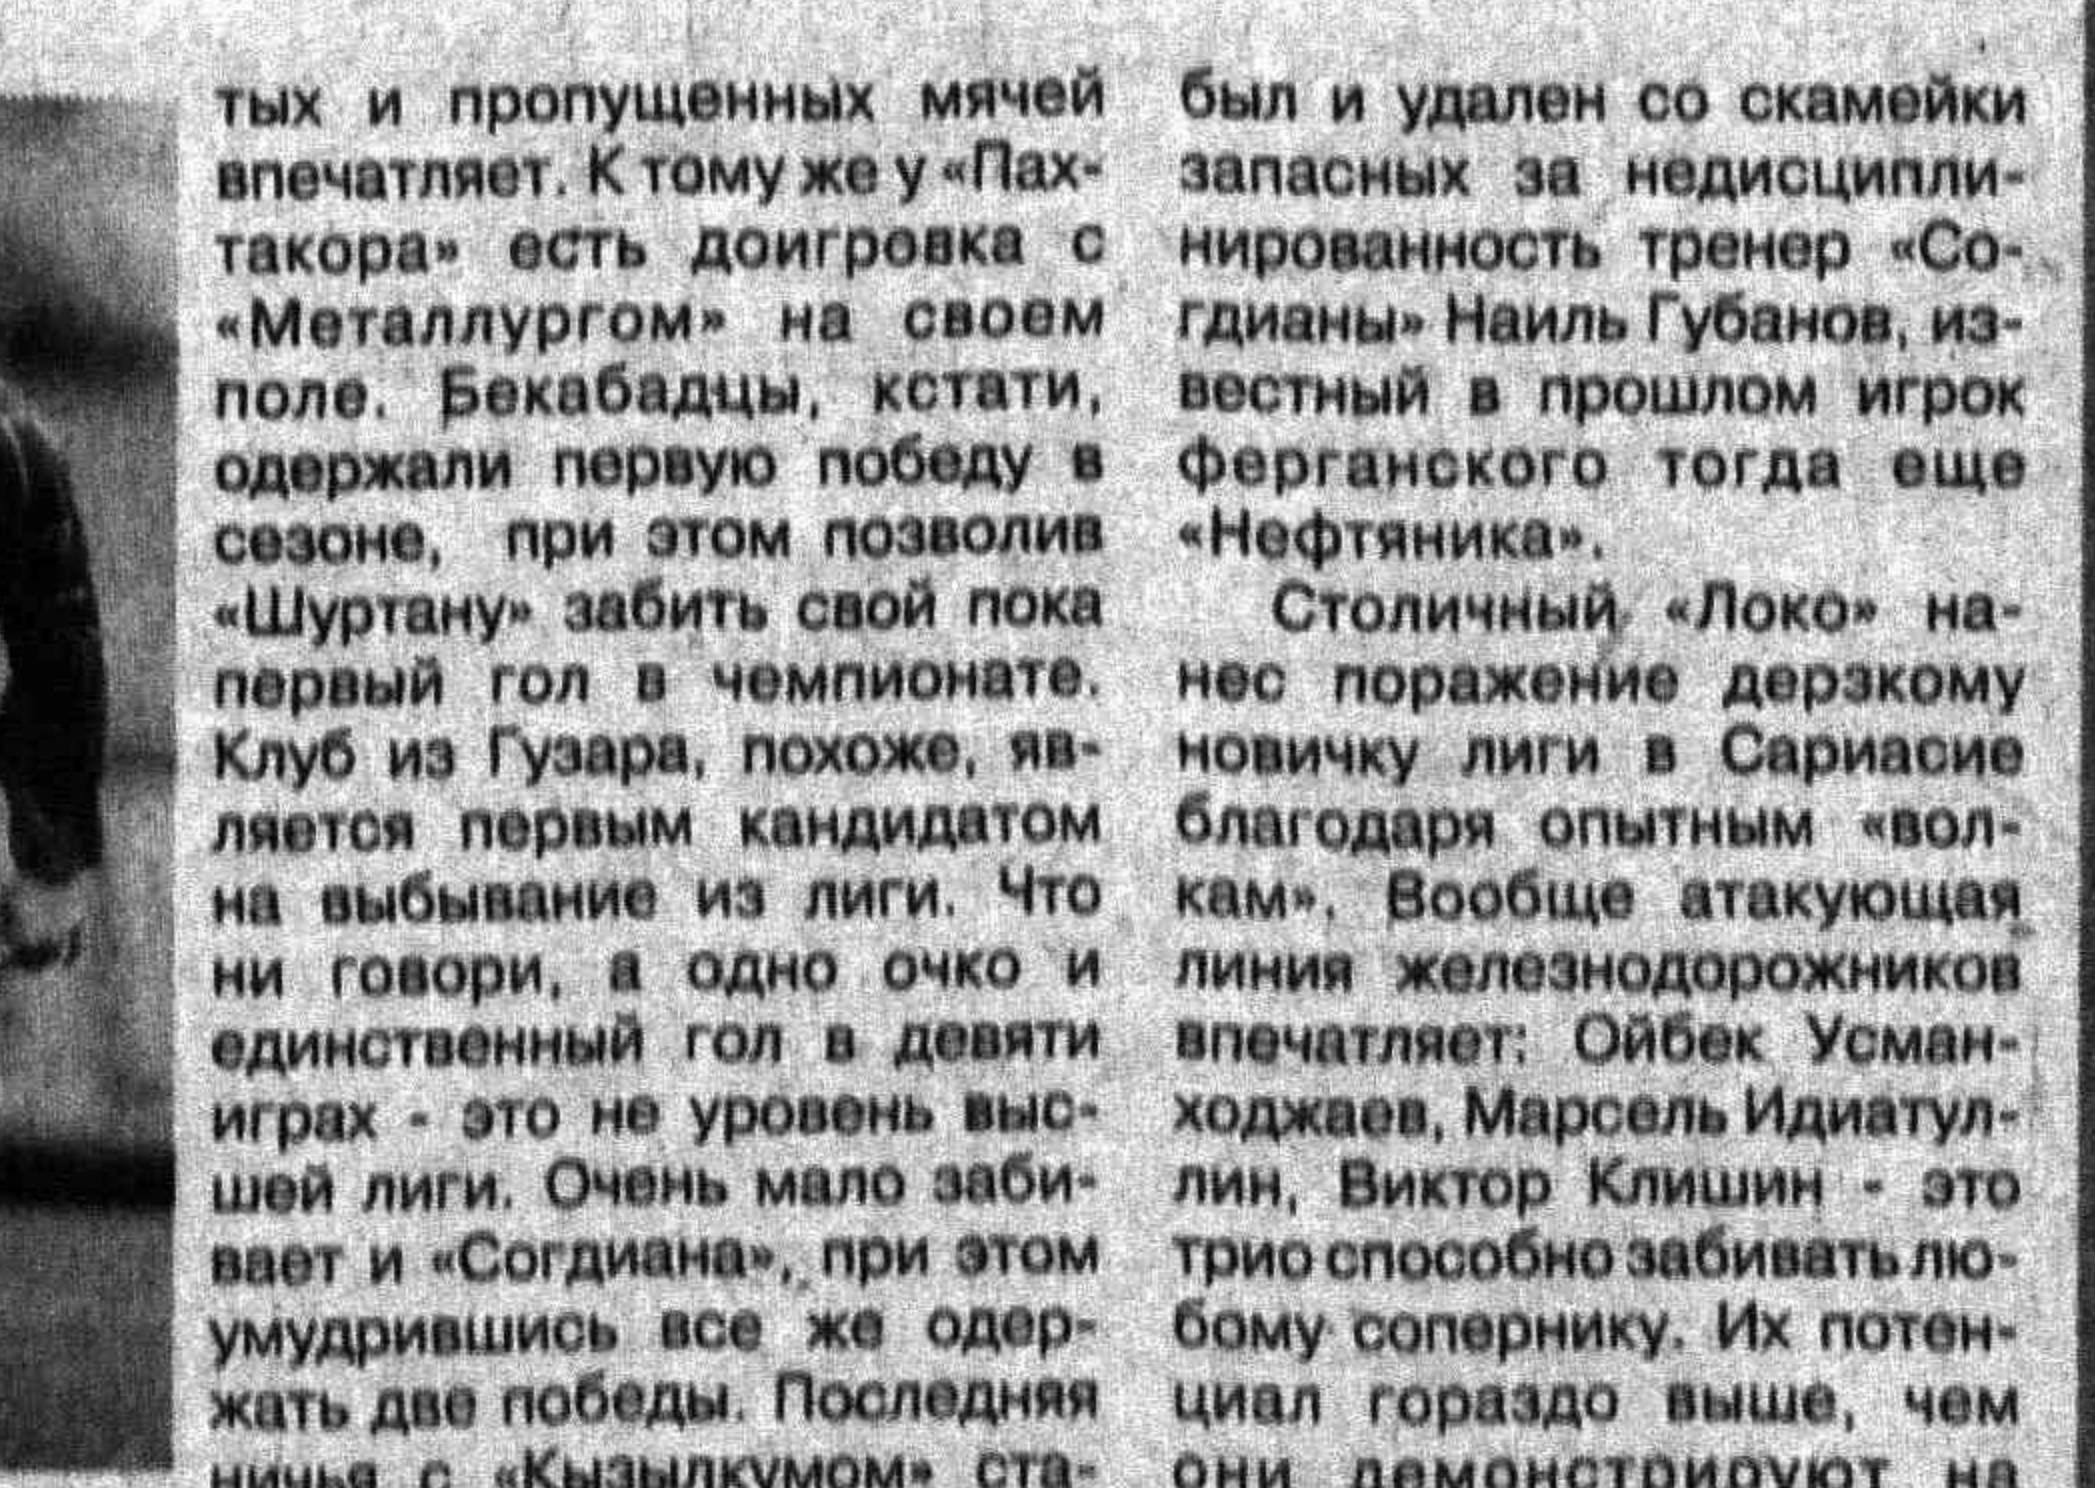 тых и пропущенных мячей
впечатляет. К тому же у «Пах-
такора» есть доигровка с
«Металлургом» на своем
поле. Бекабадцы, кстати,
одержали первую победу в
сезоне, при этом позволив
«Шуртану» забить свой пока
первый гол в чемпионате.
Клуб из Гузара, похоже, яв-
ляется первым кандидатом
на выбывание из лиги. Что
ни говори, а одно очко и
единственный гол в девяти
играх - это не уровень выс-
шей лиги. Очень мало заби-
вает и «Согдиана», при этом
умудрившись все же одер-
жать две победы. Последняя
ничья с «Кызылкумом» ста-
был и удален со скамейки
запасных за недисципли-
нированность тренер «Со-
гдианы» Наиль Губанов, из-
вестный в прошлом игрок
ферганского тогда еще
«Нефтяника».
Столичный «Локо» на-
нес поражение дерзкому
новичку лиги в Сариасие
благодаря опытным «вол-
кам». Вообще атакующая
линия железнодорожников
впечатляет: Ойбек Усман-
ходжаев, Марсель Идиатул-
лин, Виктор Клишин - это
трио способно забивать лю-
бому сопернику. Их потен-
циал гораздо выше, чем
они демонстрируют на